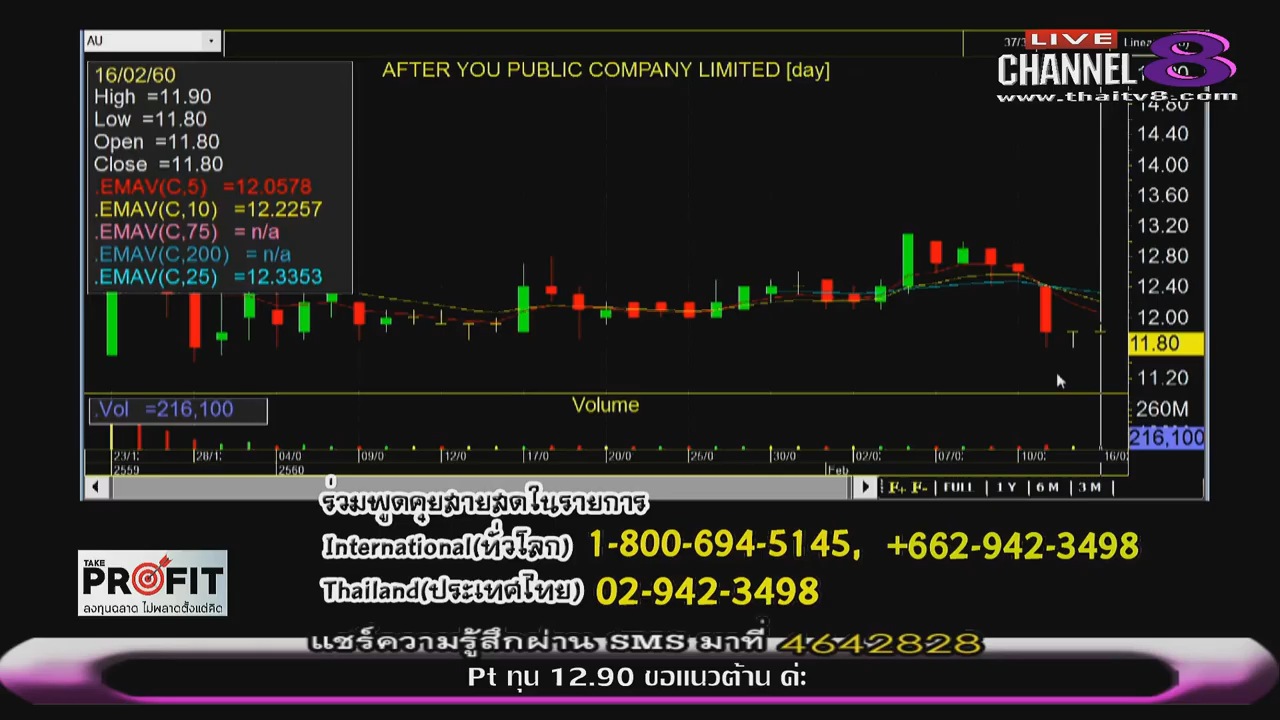 AU
37/3
LIVE
CHANNEL 8
www.thaitv8.com
AFTER YOU PUBLIC COMPANY LIMITED [day]
16/02/60
High =11.90
Low =11.80
Open =11.80
Close =11.80
.EMAV(C,5) =12.0578
.EMAV(C,10) =12.2257
.EMAV(C,75) = n/a
.EMAV(C,200) = n/a
.EMAV(C,25) =12.3353
14.80
14.40
14.00
13.60
13.20
12.80
12.40
12.00
11.80
11.20
260M
216,100
.Vol =216,100
Volume
23/1 28/1 04/0 09/0 12/0 17/0 20/0 25/0 30/0 02/0 07/0 10/0 16/0
2559 2560 Feb
F+ F- FULL 1 Y 6 M 3 M
ร่วมพูดคุยสายสดในรายการ
International(ทั่วโลก) 1-800-694-5145, +662-942-3498
Thailand(ประเทศไทย) 02-942-3498
TAKE
PROFIT
ลงทุนฉลาด ไม่พลาดตั้งแต่คิด
แชร์ความรู้สึกผ่าน SMS มาที่ 4642828
Pt ทุน 12.90 ขอแนวต้าน ค่ะ